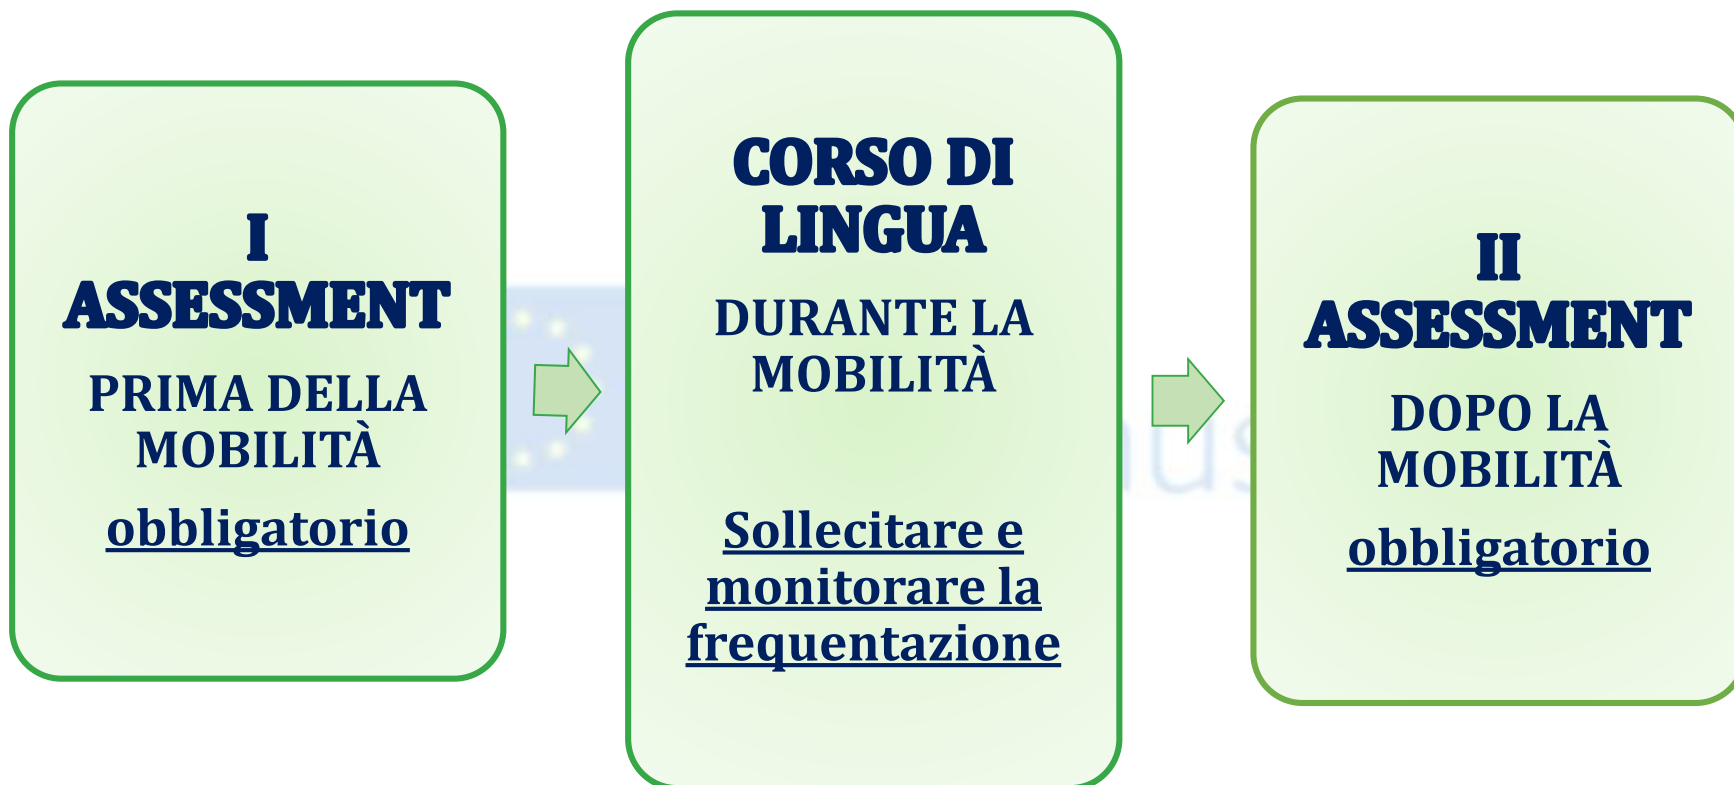 I
ASSESSMENT
PRIMA DELLA
MOBILITÀ
obbligatorio
CORSO DI
LINGUA
DURANTE LA
MOBILITÀ
Sollecitare e
monitorare la
frequentazione
II
ASSESSMENT
DOPO LA
MOBILITÀ
obbligatorio